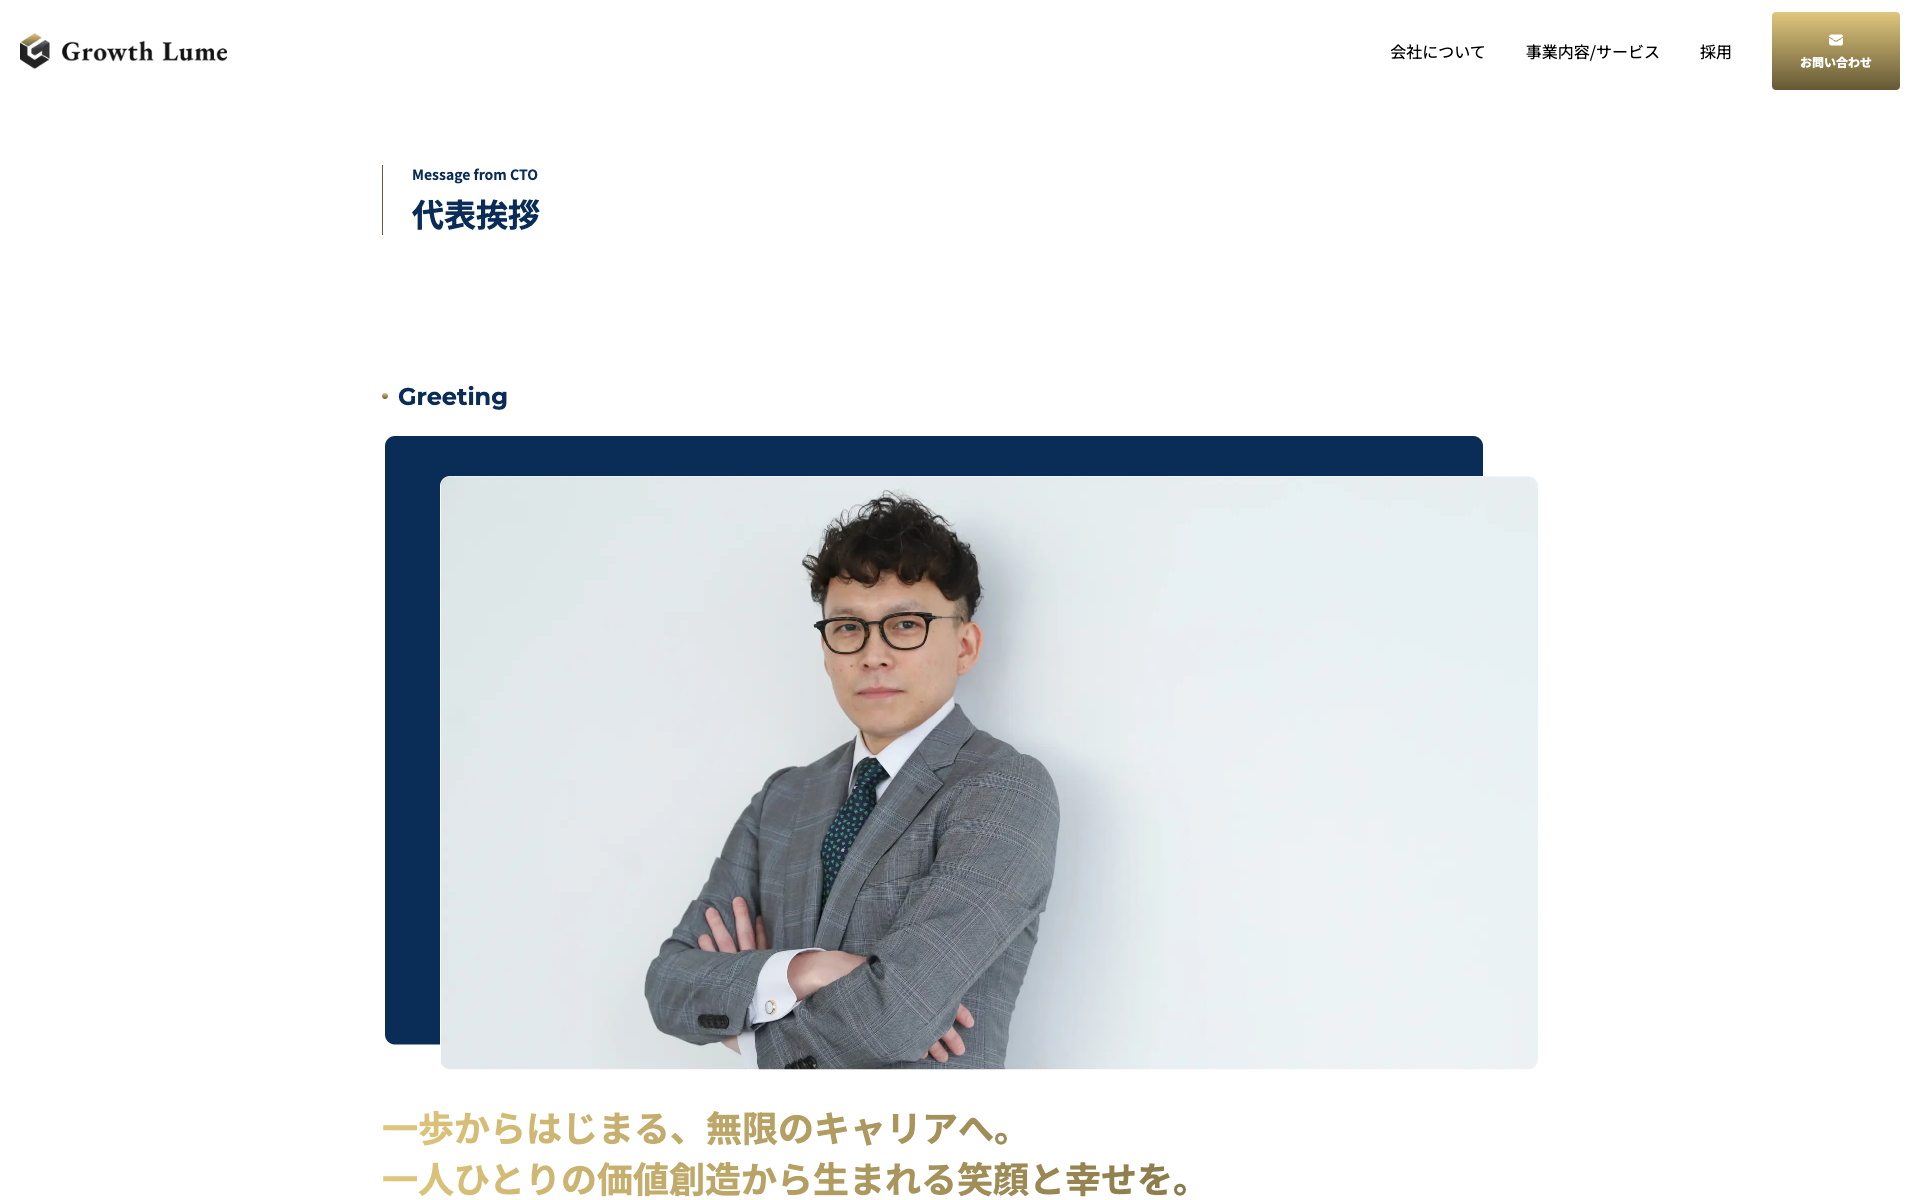 Growth Lume
会社について
事業内容/サービス
採用
お問い合わせ
Message from CTO
代表挨拶
Greeting
一歩からはじまる、無限のキャリアへ。
一人ひとりの価値創造から生まれる笑顔と幸せを。